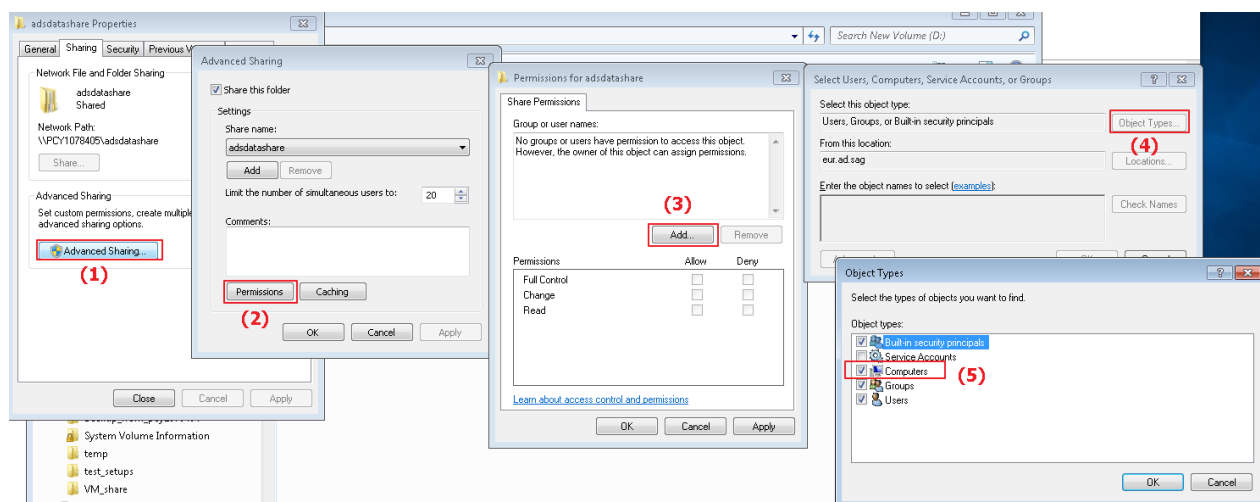 adsdatashare Properties
General Sharing Security Previous V
Network File and Folder Sharing
adsdatashare
Shared
Network Path:
\\PCY1078405\adsdatashare
Share...
Advanced Sharing
Set custom permissions, create multiple
advanced sharing options.
Advanced Sharing...
(1)
Close Cancel Apply
System Volume Information
temp
test_setups
VM_share
Advanced Sharing
Share this folder
Settings
Share name:
adsdatashare
Add Remove
Limit the number of simultaneous users to: 20
Comments:
Permissions Caching
(2)
OK Cancel Apply
Search New Volume (D:)
Permissions for adsdatashare
Share Permissions
Group or user names:
No groups or users have permission to access this object.
However, the owner of this object can assign permissions.
(3)
Add... Remove
Permissions Allow Deny
Full Control
Change
Read
Learn about access control and permissions
OK Cancel Apply
Select Users, Computers, Service Accounts, or Groups
Select this object type:
Users, Groups, or Built-in security principals Object Types...
(4)
From this location:
eur.ad.sag Locations...
Enter the object names to select (examples):
Check Names
Object Types
Select the types of objects you want to find.
Object types:
Built-in security principals
Service Accounts
Computers
(5)
Groups
Users
OK Cancel